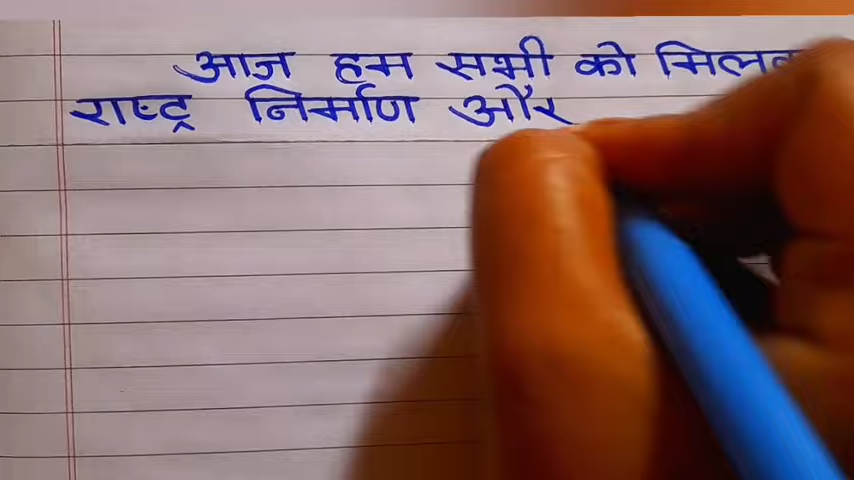 आज हम सभी को
राष्ट्र निर्माण और